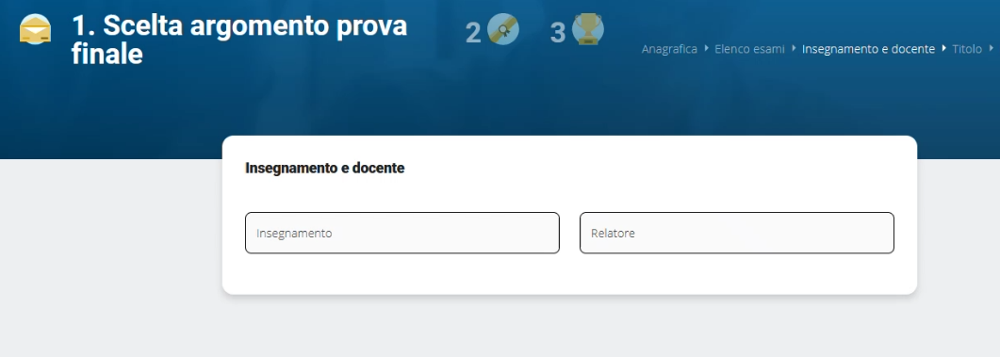 1. Scelta argomento prova
finale
2
3
Anagrafica Elenco esami Insegnamento e docente Titolo
Insegnamento e docente
Insegnamento
Relatore